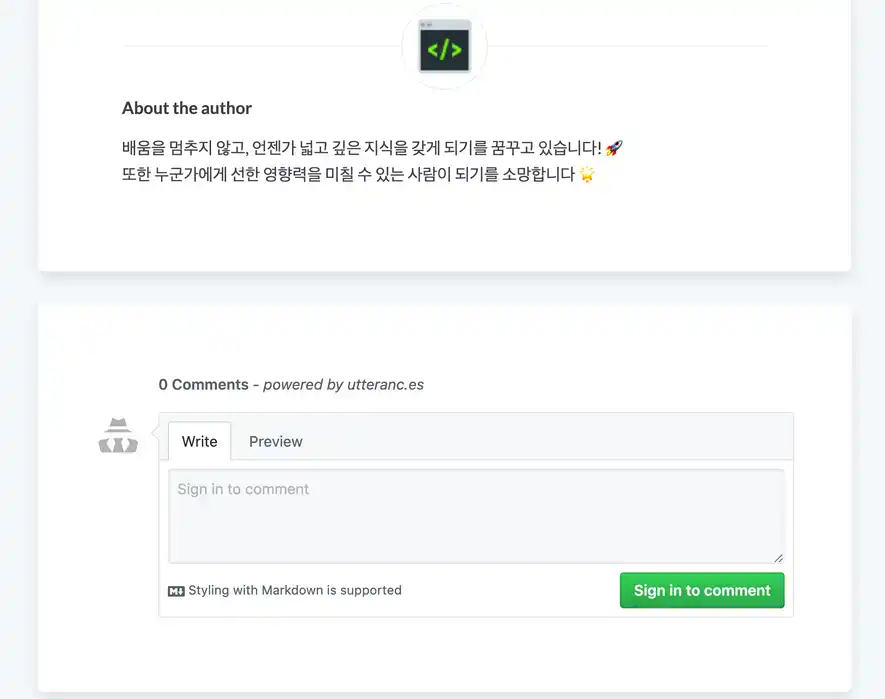 </>
About the author
배움을 멈추지 않고, 언젠가 넓고 깊은 지식을 갖게 되기를 꿈꾸고 있습니다! 🚀
또한 누군가에게 선한 영향력을 미칠 수 있는 사람이 되기를 소망합니다 🌟
0 Comments - powered by utteranc.es
Write Preview
Sign in to comment
Styling with Markdown is supported
Sign in to comment